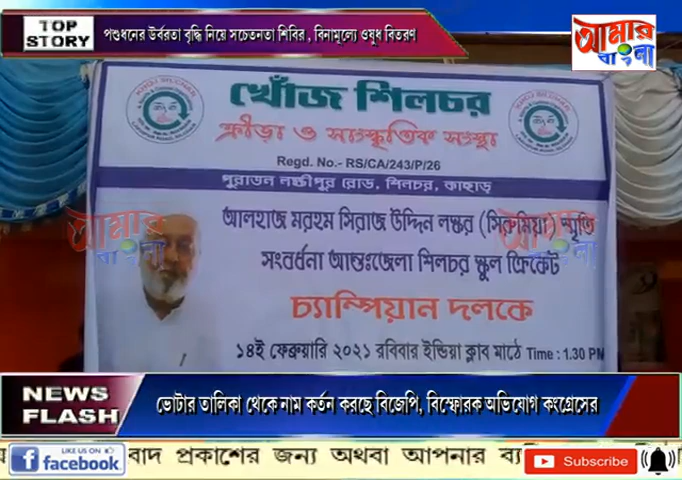 TOP STORY
পশুধনের উর্বরতা বৃদ্ধি নিয়ে সচেতনতা শিবির, বিনামূল্যে ওষুধ বিতরণ
আমার বাংলা
খোঁজ শিলচর
ক্রীড়া ও সাংস্কৃতিক সংস্থা
Regd. No.- RS/CA/243/P/26
পুরাতন লক্ষীপুর রোড, শিলচর, কাছাড়
আলহাজ মরহুম সিরাজ উদ্দিন লস্কর (সিরুমিয়া) স্মৃতি
সংবর্ধনা আন্তঃজেলা শিলচর স্কুল ক্রিকেট
চ্যাম্পিয়ান দলকে
১৪ই ফেব্রুয়ারি ২০২১ রবিবার ইন্ডিয়া ক্লাব মাঠে Time : 1.30 PM
আমার বাংলা
আমার বাংলা
NEWS FLASH
ভোটার তালিকা থেকে নাম কর্তন করছে বিজেপি, বিস্ফোরক অভিযোগ কংগ্রেসের
LIKE US ON
facebook.
বাদ প্রকাশের জন্য অথবা আপনার ব্য
Subscribe